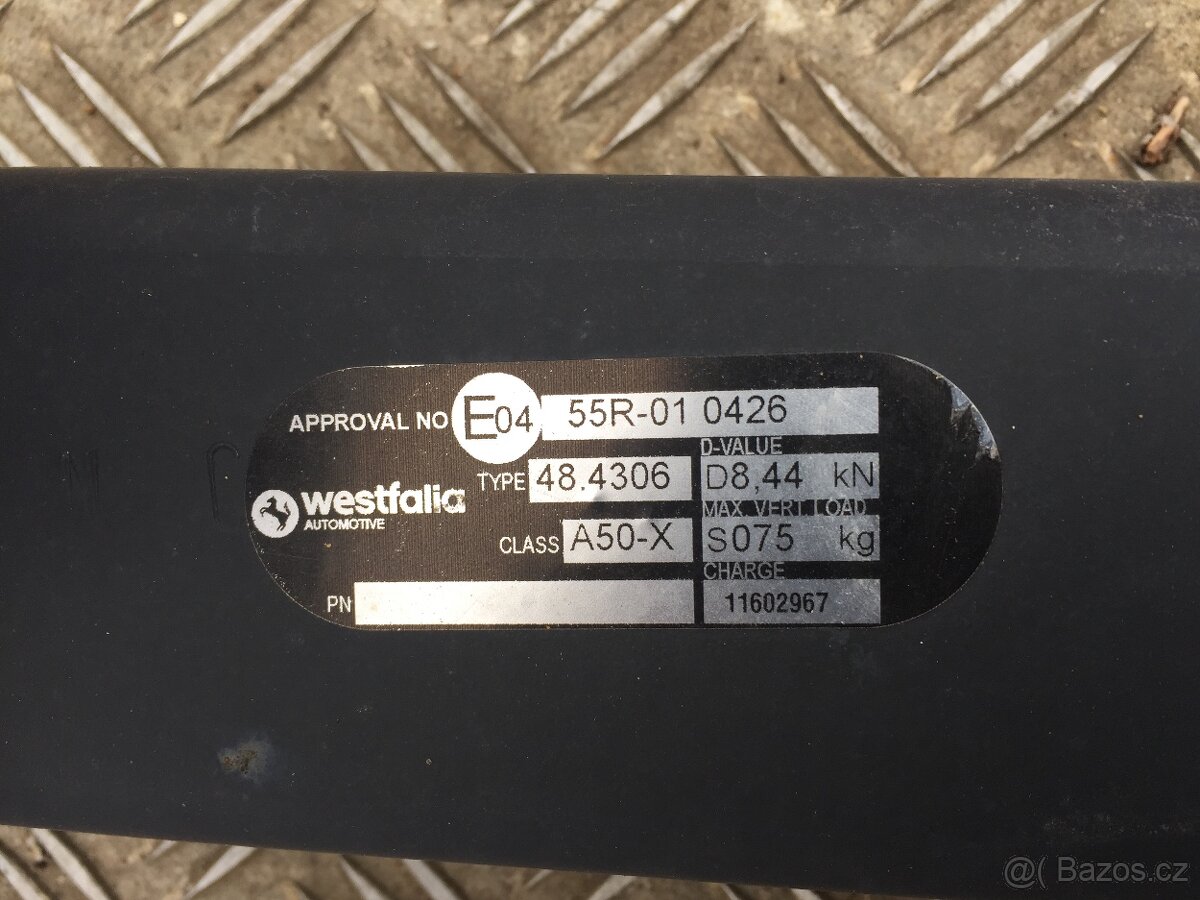 APPROVAL NO E04 55R-01 0426
D-VALUE
TYPE 48.4306 D8,44 kN
westfalia
AUTOMOTIVE
MAX. VERT.LOAD
CLASS A50-X S075 kg
CHARGE
PN 11602967
@( Bazos.cz